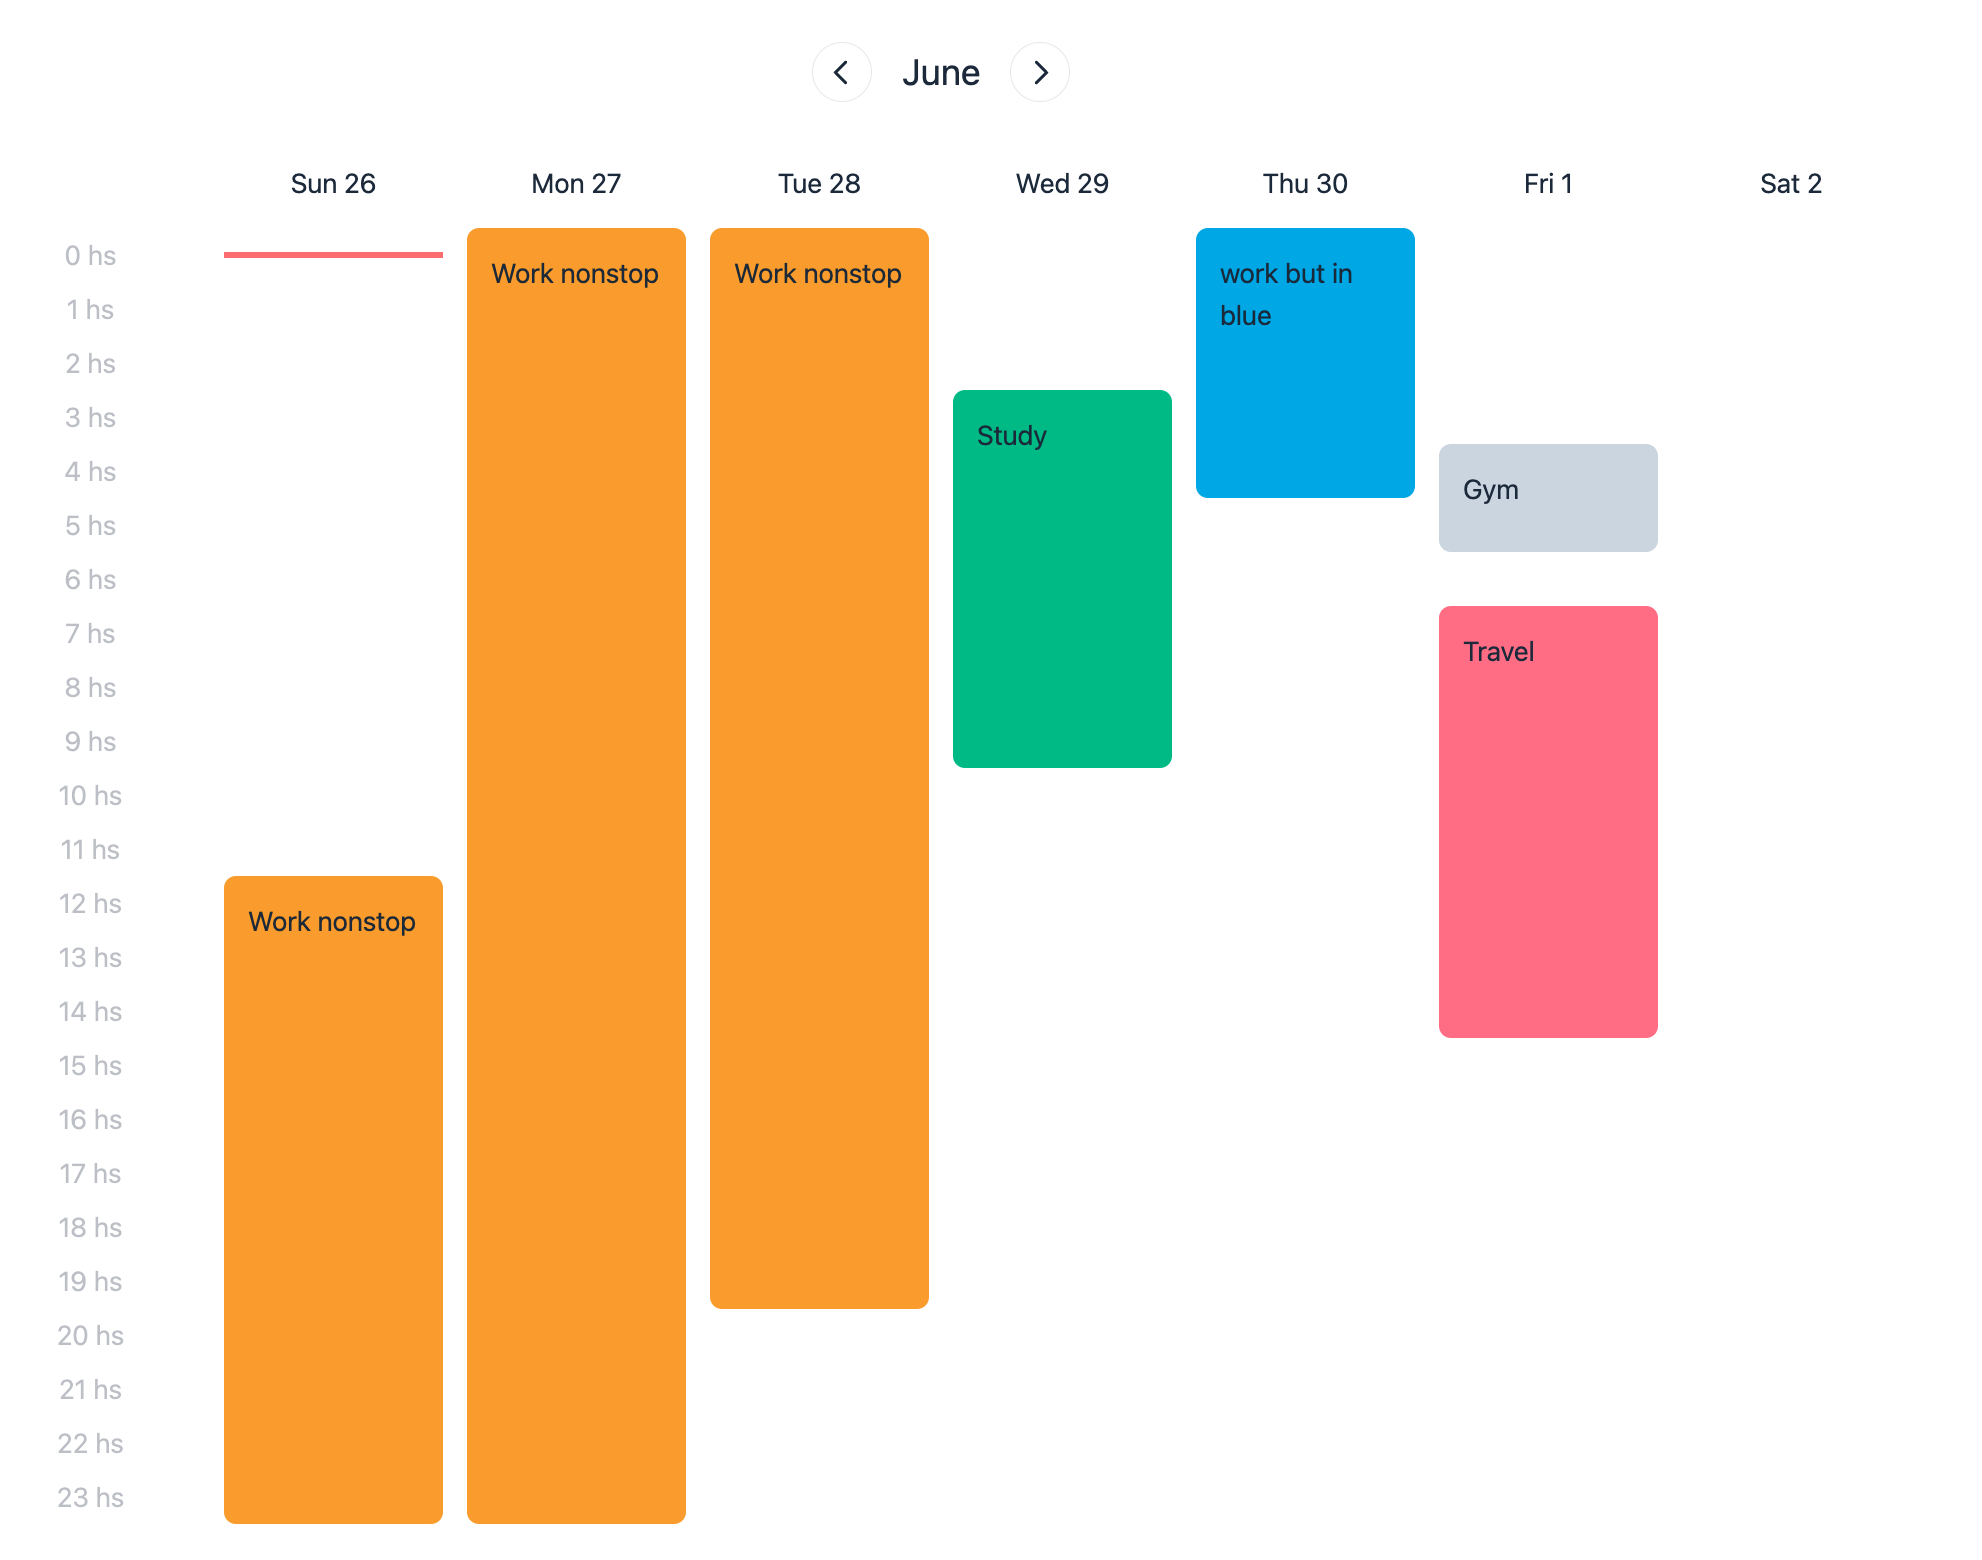 June
Sun 26
Mon 27
Tue 28
Wed 29
Thu 30
Fri 1
Sat 2
0 hs
1 hs
2 hs
3 hs
4 hs
5 hs
6 hs
7 hs
8 hs
9 hs
10 hs
11 hs
12 hs
13 hs
14 hs
15 hs
16 hs
17 hs
18 hs
19 hs
20 hs
21 hs
22 hs
23 hs
Work nonstop
Work nonstop
Work nonstop
Study
work but in
blue
Gym
Travel